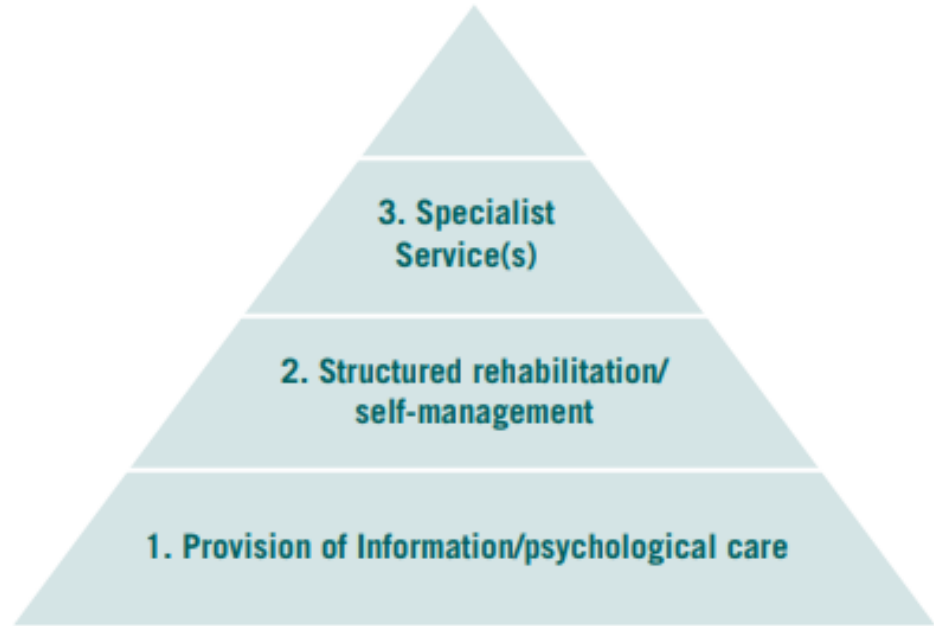 3. Specialist
Service(s)
2. Structured rehabilitation/
self-management
1. Provision of Information/psychological care